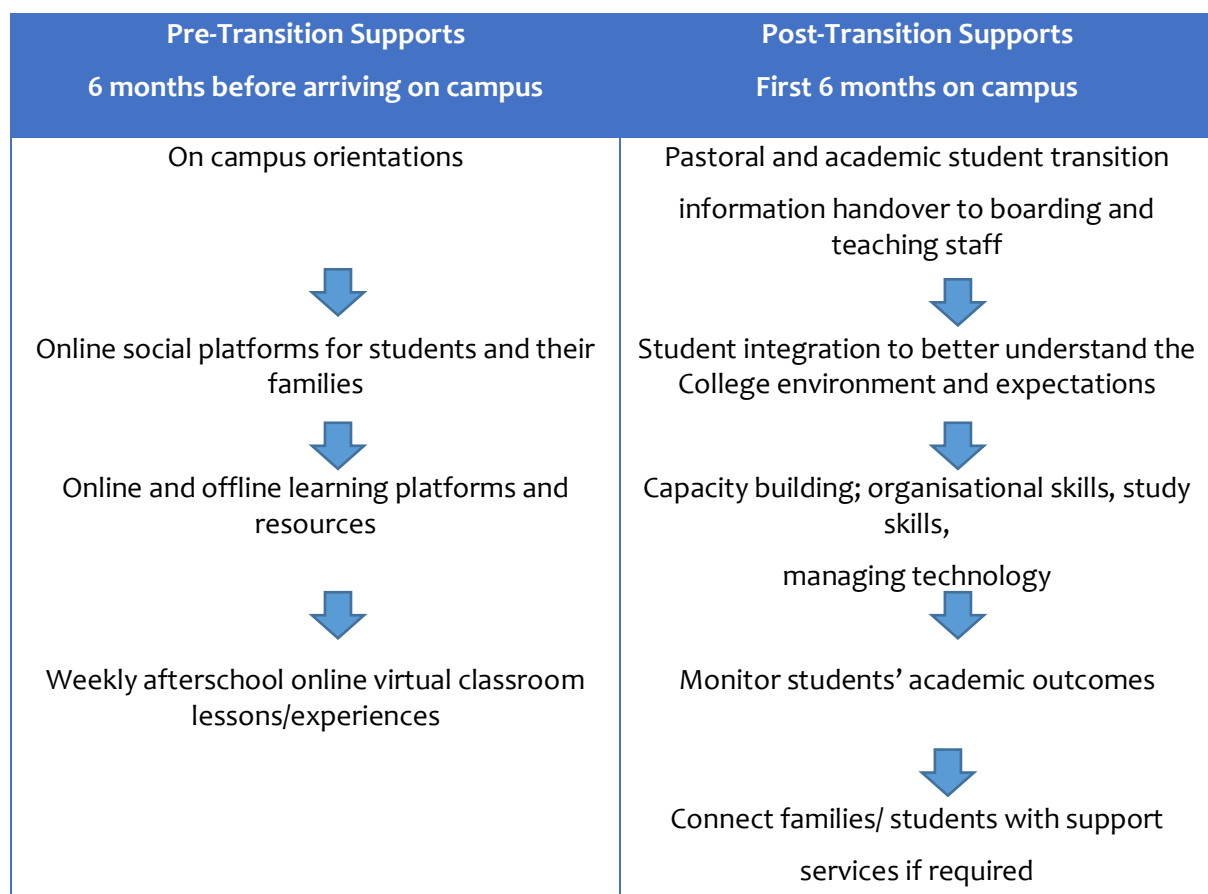 Pre-Transition Supports
6 months before arriving on campus
Post-Transition Supports
First 6 months on campus
On campus orientations
Online social platforms for students and their
families
Online and offline learning platforms and
resources
Weekly afterschool online virtual classroom
lessons/experiences
Pastoral and academic student transition
information handover to boarding and
teaching staff
Student integration to better understand the
College environment and expectations
Capacity building; organisational skills, study
skills,
managing technology
Monitor students’ academic outcomes
Connect families/ students with support
services if required